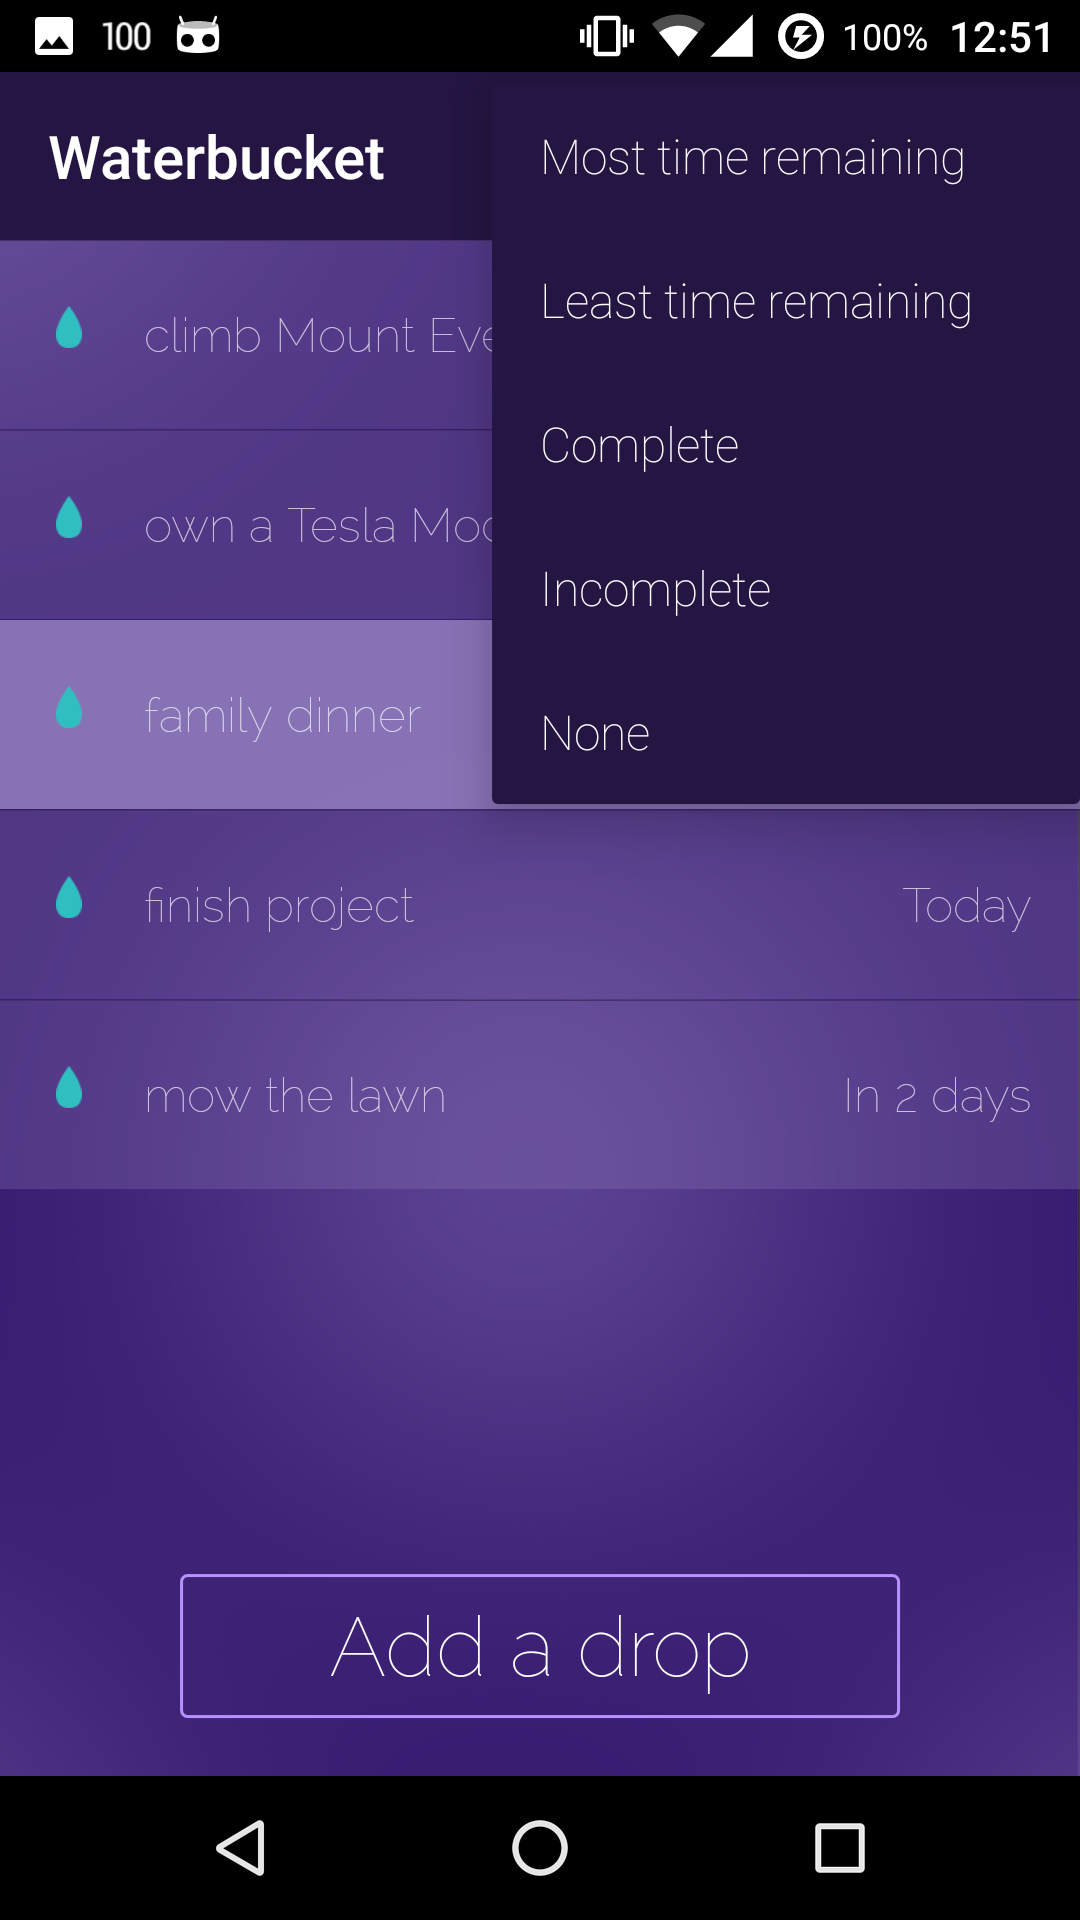 100
100% 12:51
Waterbucket
Most time remaining
Least time remaining
Complete
Incomplete
None
climb Mount Eve
own a Tesla Mo
family dinner
finish project Today
mow the lawn In 2 days
Add a drop